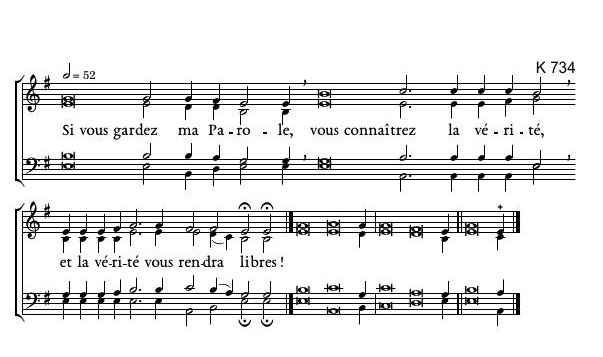 𝅗𝅥 = 52
K 734
Si vous gardez ma Pa - ro - le, vous connaîtrez la vé - ri - té,
et la vé-ri-té vous ren-dra libres !